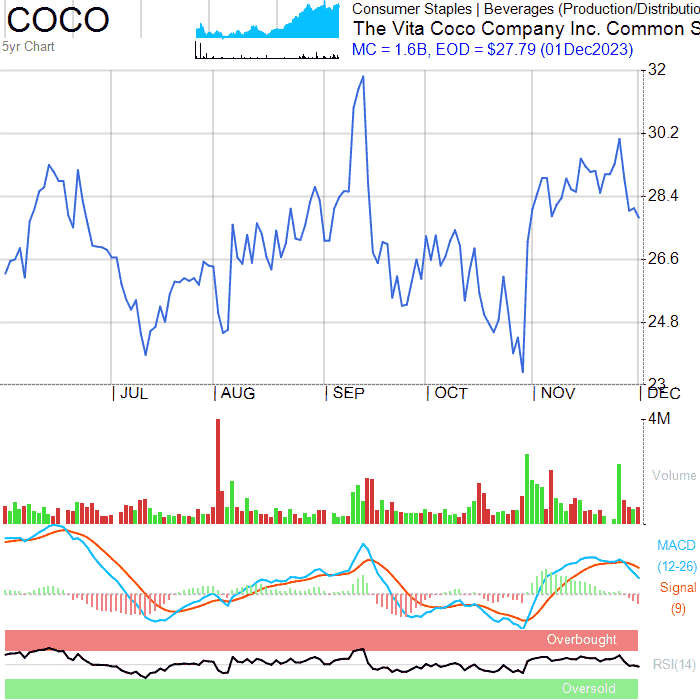 COCO
5yr Chart
Consumer Staples | Beverages (Production/Distributio
The Vita Coco Company Inc. Common S
MC = 1.6B, EOD = $27.79 (01Dec2023)
32
30.2
28.4
26.6
24.8
23
JUL AUG SEP OCT NOV DEC
4M
Volume
MACD
(12-26)
Signal
(9)
Overbought
RSI(14)
Oversold